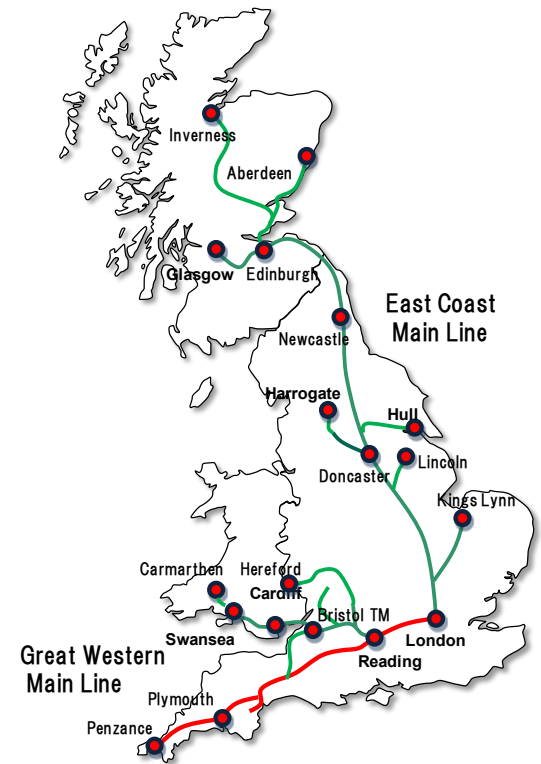 Inverness
Aberdeen
Glasgow
Edinburgh
East Coast
Main Line
Newcastle
Harrogate
Hull
Doncaster
Lincoln
Kings Lynn
Carmarthen
Hereford
Cardiff
Bristol TM
Swansea
London
Reading
Great Western
Main Line
Plymouth
Penzance